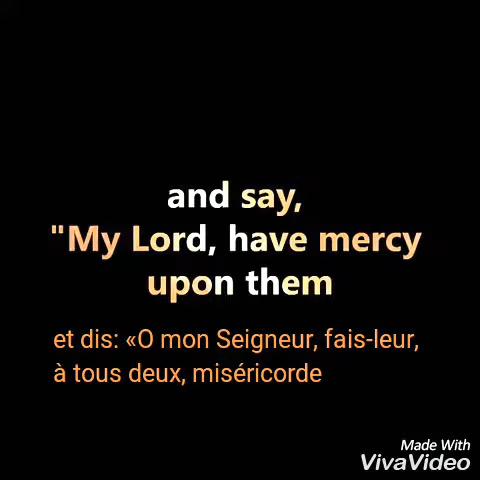 and say,
"My Lord, have mercy
upon them
et dis: «O mon Seigneur, fais-leur,
à tous deux, miséricorde
Made With
VivaVideo